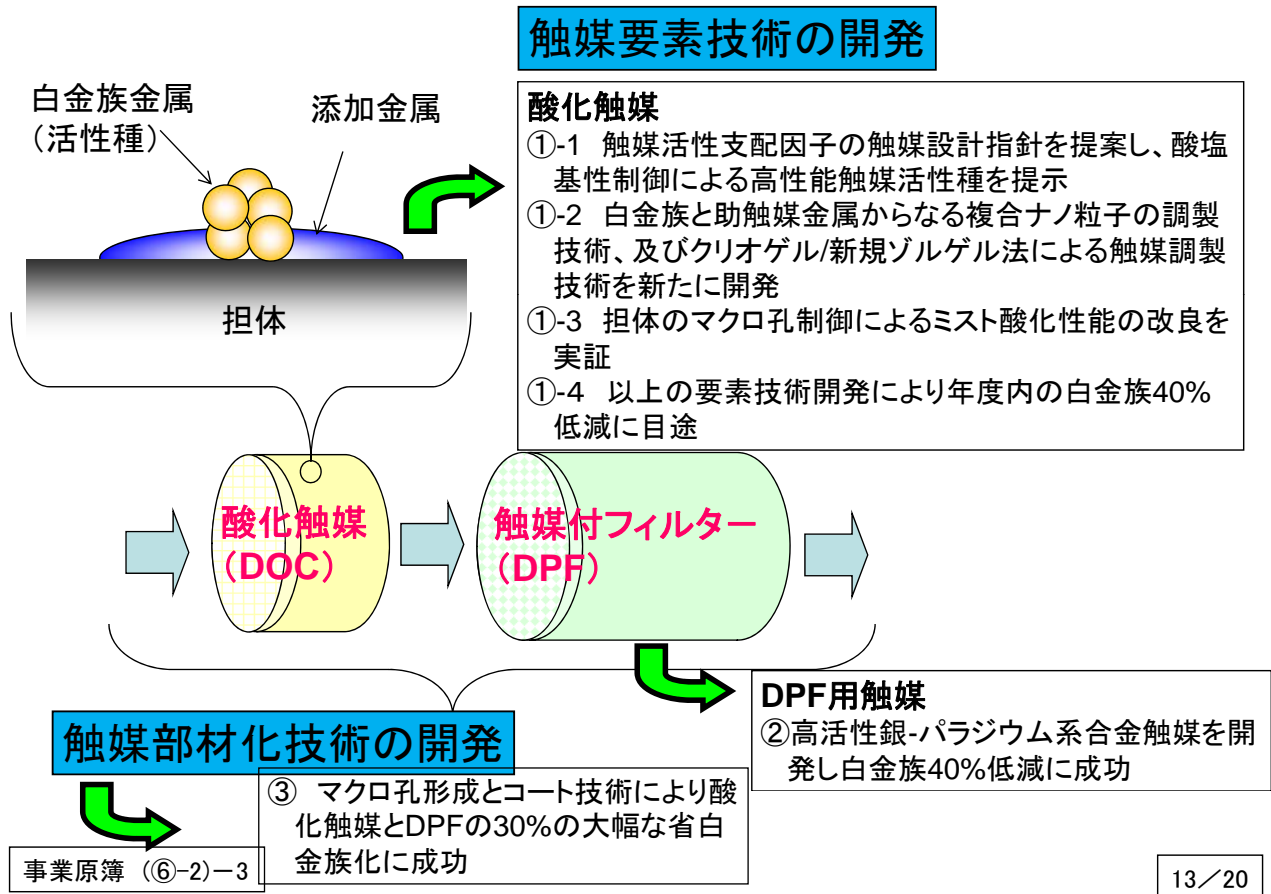 触媒要素技術の開発
白金族金属
（活性種）
添加金属
担体
酸化触媒
①-1 触媒活性支配因子の触媒設計指針を提案し、酸塩
基性制御による高性能触媒活性種を提示
①-2 白金族と助触媒金属からなる複合ナノ粒子の調製
技術、及びクリオゲル/新規ゾルゲル法による触媒調製
技術を新たに開発
①-3 担体のマクロ孔制御によるミスト酸化性能の改良を
実証
①-4 以上の要素技術開発により年度内の白金族40%
低減に目途
酸化触媒
（DOC）
触媒付フィルター
（DPF）
DPF用触媒
②高活性銀-パラジウム系合金触媒を開
発し白金族40%低減に成功
触媒部材化技術の開発
③ マクロ孔形成とコート技術により酸
化触媒とDPFの30%の大幅な省白
金族化に成功
事業原簿 （⑥-2）－3
13／20